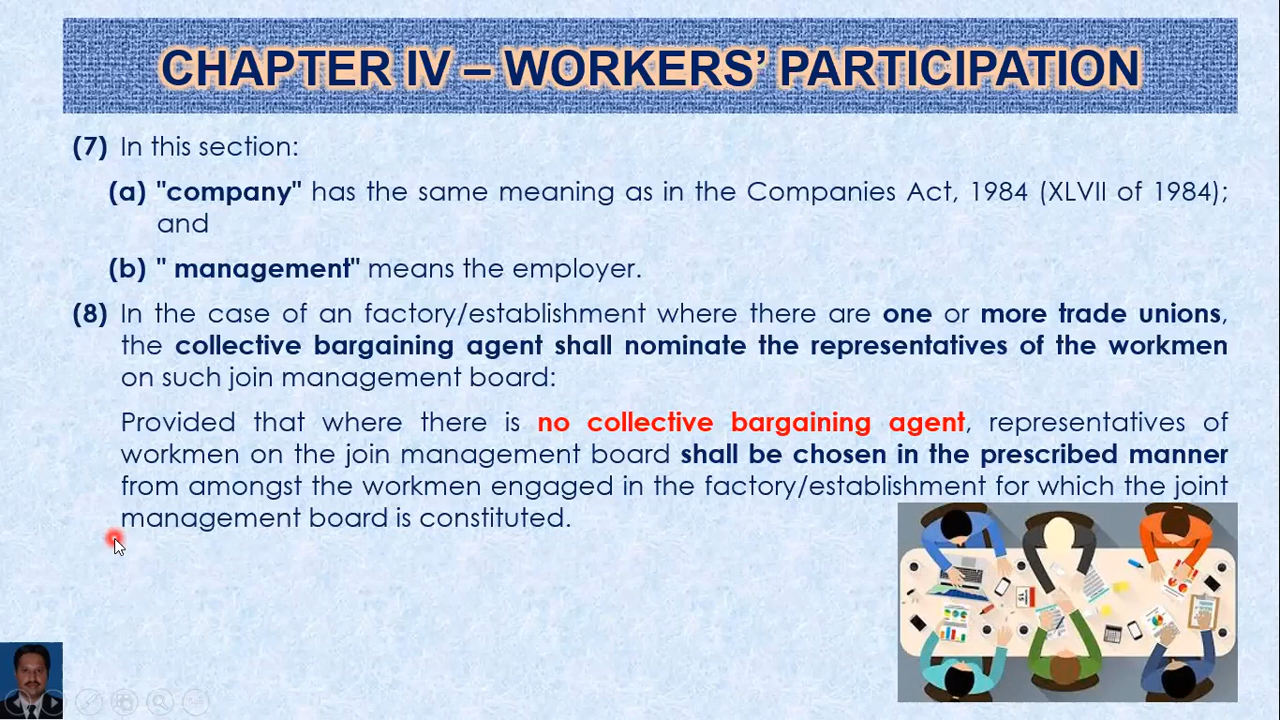 CHAPTER IV – WORKERS’ PARTICIPATION
(7) In this section:
(a) "company" has the same meaning as in the Companies Act, 1984 (XLVII of 1984);
and
(b) " management" means the employer.
(8) In the case of an factory/establishment where there are one or more trade unions,
the collective bargaining agent shall nominate the representatives of the workmen
on such join management board:
Provided that where there is no collective bargaining agent, representatives of
workmen on the join management board shall be chosen in the prescribed manner
from amongst the workmen engaged in the factory/establishment for which the joint
management board is constituted.